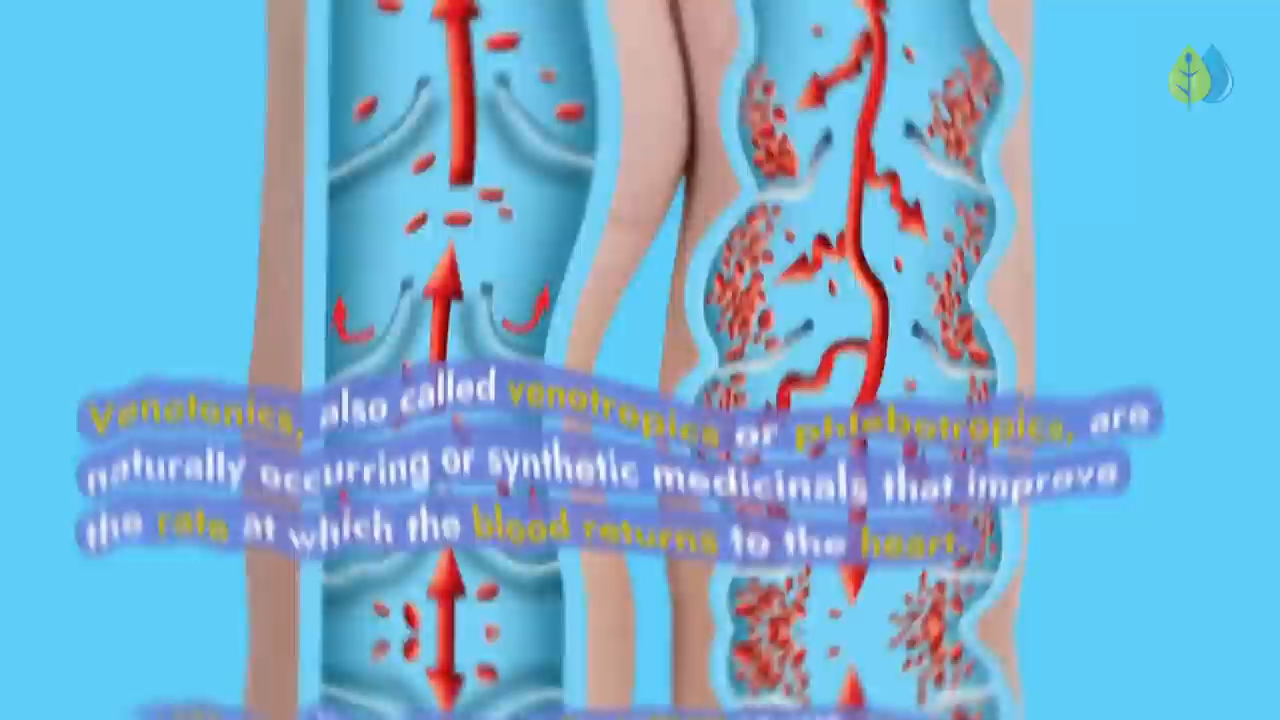 Venotonics, also called venotropics or phlebotropics, are
naturally occurring or synthetic medicinals that improve
the rate at which the blood returns to the heart.